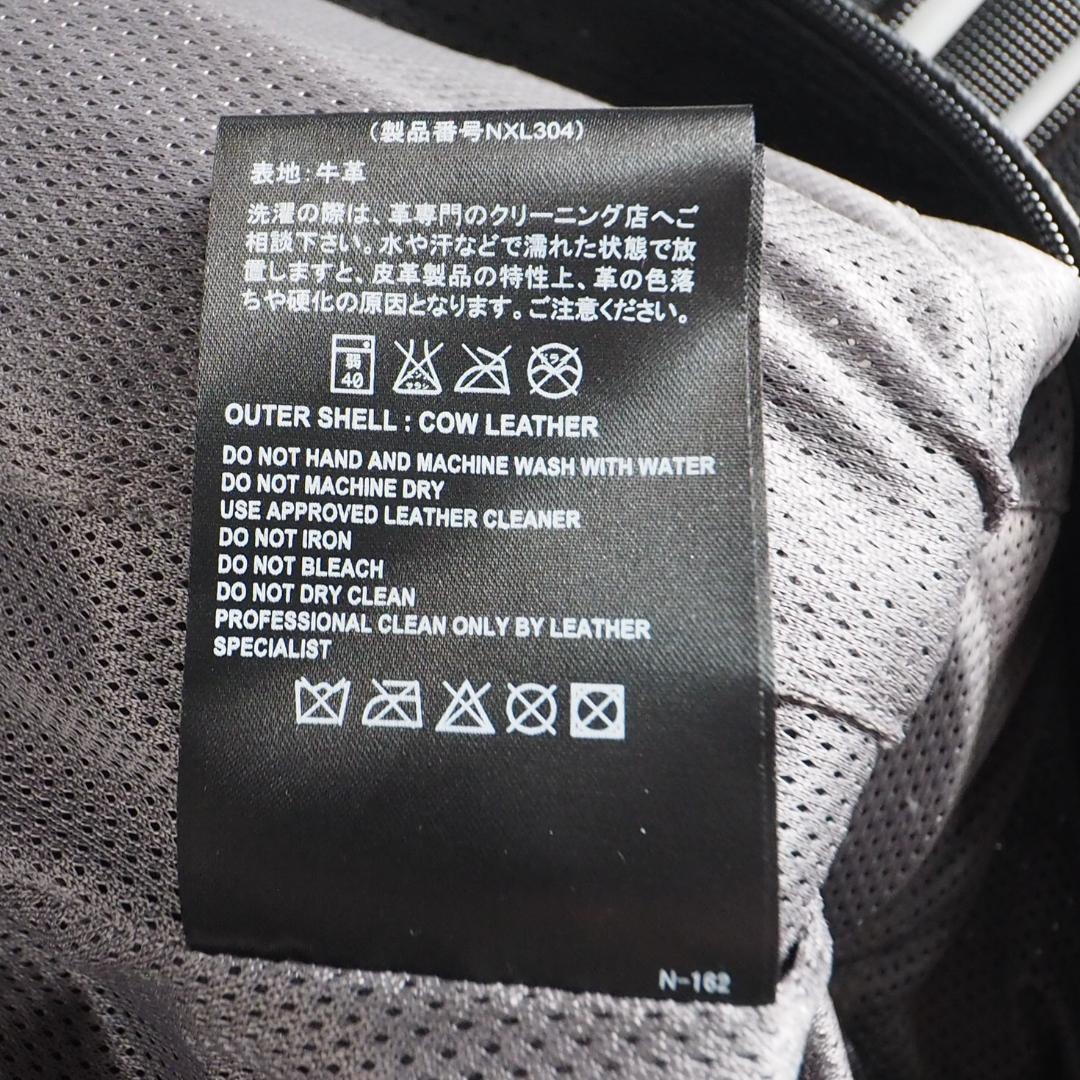 (製品番号NXL304)
表地:牛革
洗濯の際は、革専門のクリーニング店へご
相談下さい。水や汗などで濡れた状態で放
置しますと、皮革製品の特性上、革の色落
ちや硬化の原因となります。ご注意ください。
弱
40
OUTER SHELL : COW LEATHER
DO NOT HAND AND MACHINE WASH WITH WATER
DO NOT MACHINE DRY
USE APPROVED LEATHER CLEANER
DO NOT IRON
DO NOT BLEACH
DO NOT DRY CLEAN
PROFESSIONAL CLEAN ONLY BY LEATHER
SPECIALIST
N-162